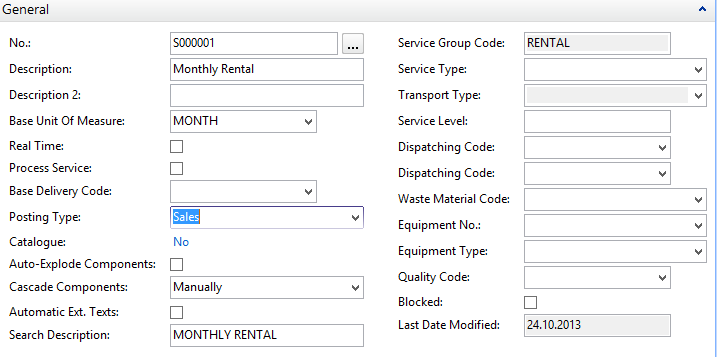 General
No.: S000001 ...
Description: Monthly Rental
Description 2:
Base Unit Of Measure: MONTH
Real Time:
Process Service:
Base Delivery Code:
Posting Type: Sales
Catalogue: No
Auto-Explode Components:
Cascade Components: Manually
Automatic Ext. Texts:
Search Description: MONTHLY RENTAL
Service Group Code: RENTAL
Service Type:
Transport Type:
Service Level:
Dispatching Code:
Dispatching Code:
Waste Material Code:
Equipment No.:
Equipment Type:
Quality Code:
Blocked:
Last Date Modified: 24.10.2013